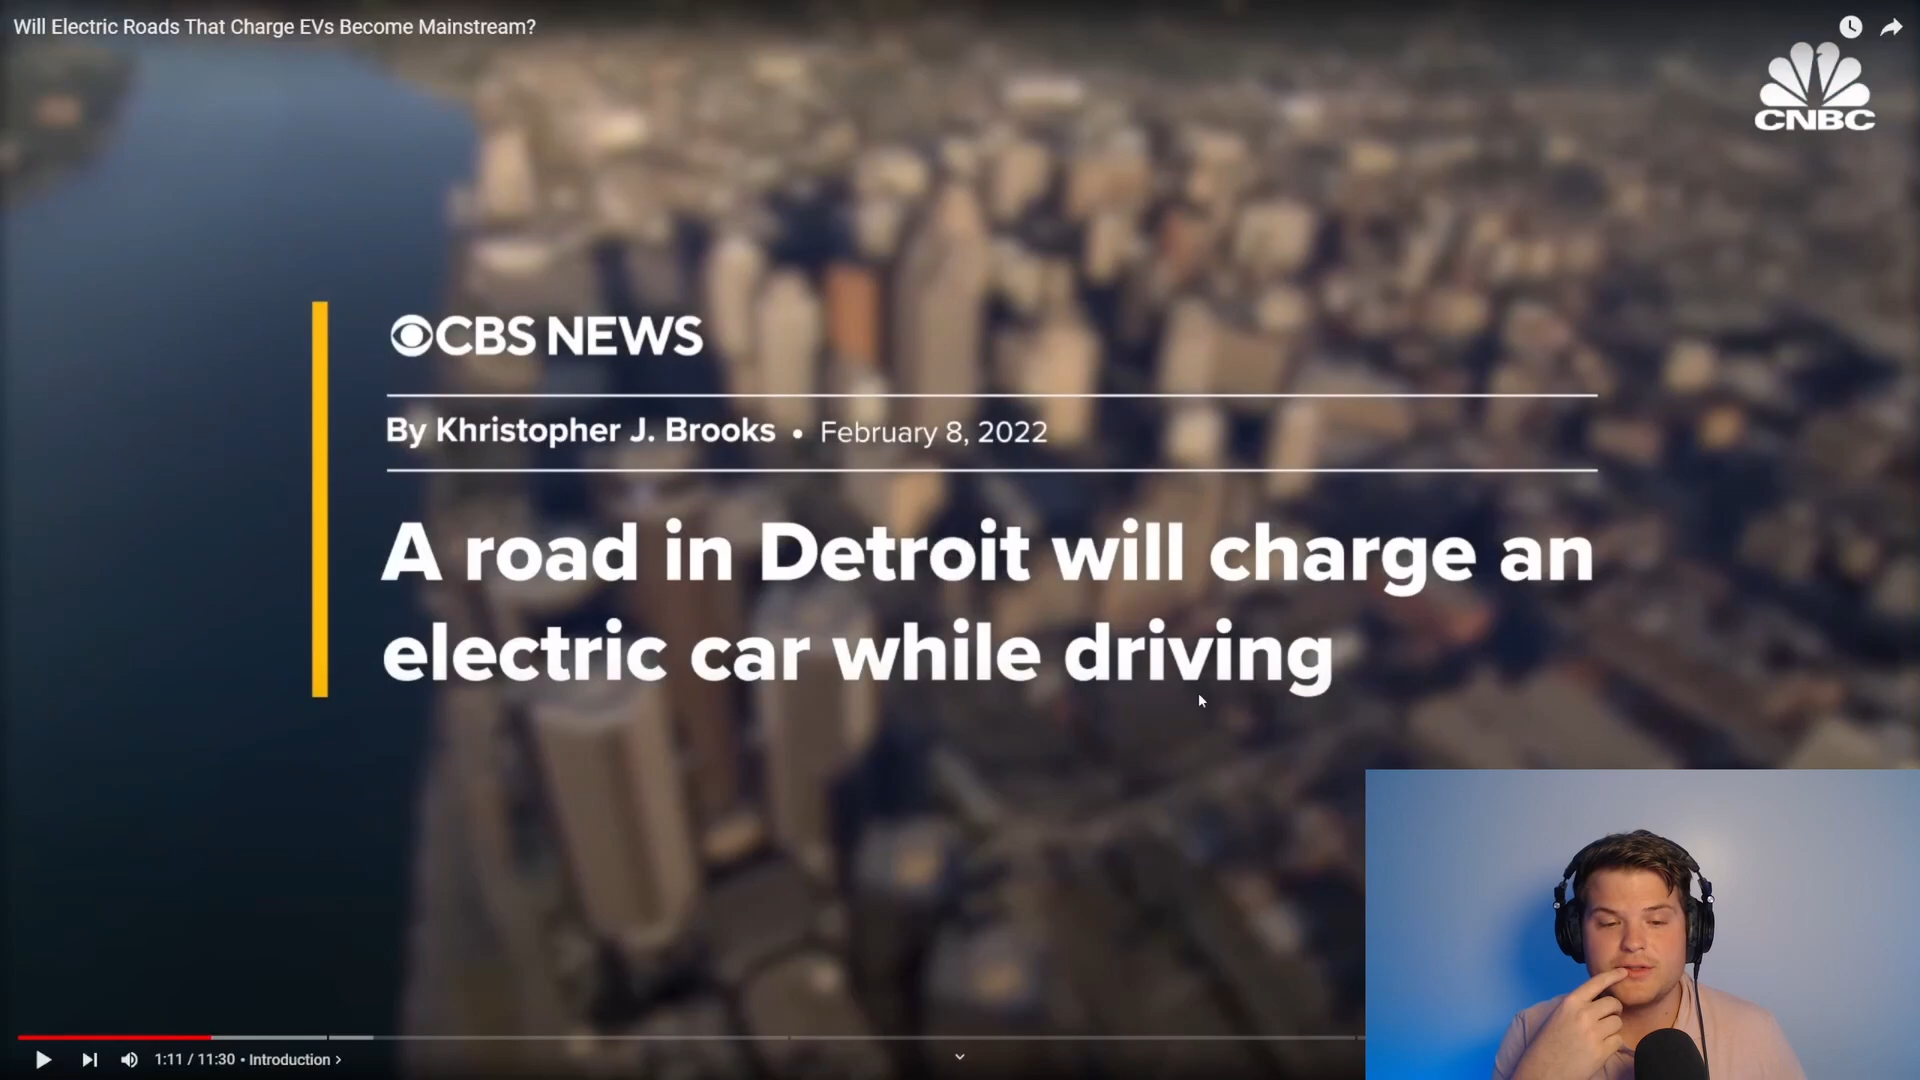 Will Electric Roads That Charge EVs Become Mainstream?
CNBC
CBS NEWS
By Khristopher J. Brooks • February 8, 2022
A road in Detroit will charge an
electric car while driving
1:11 / 11:30 • Introduction ›